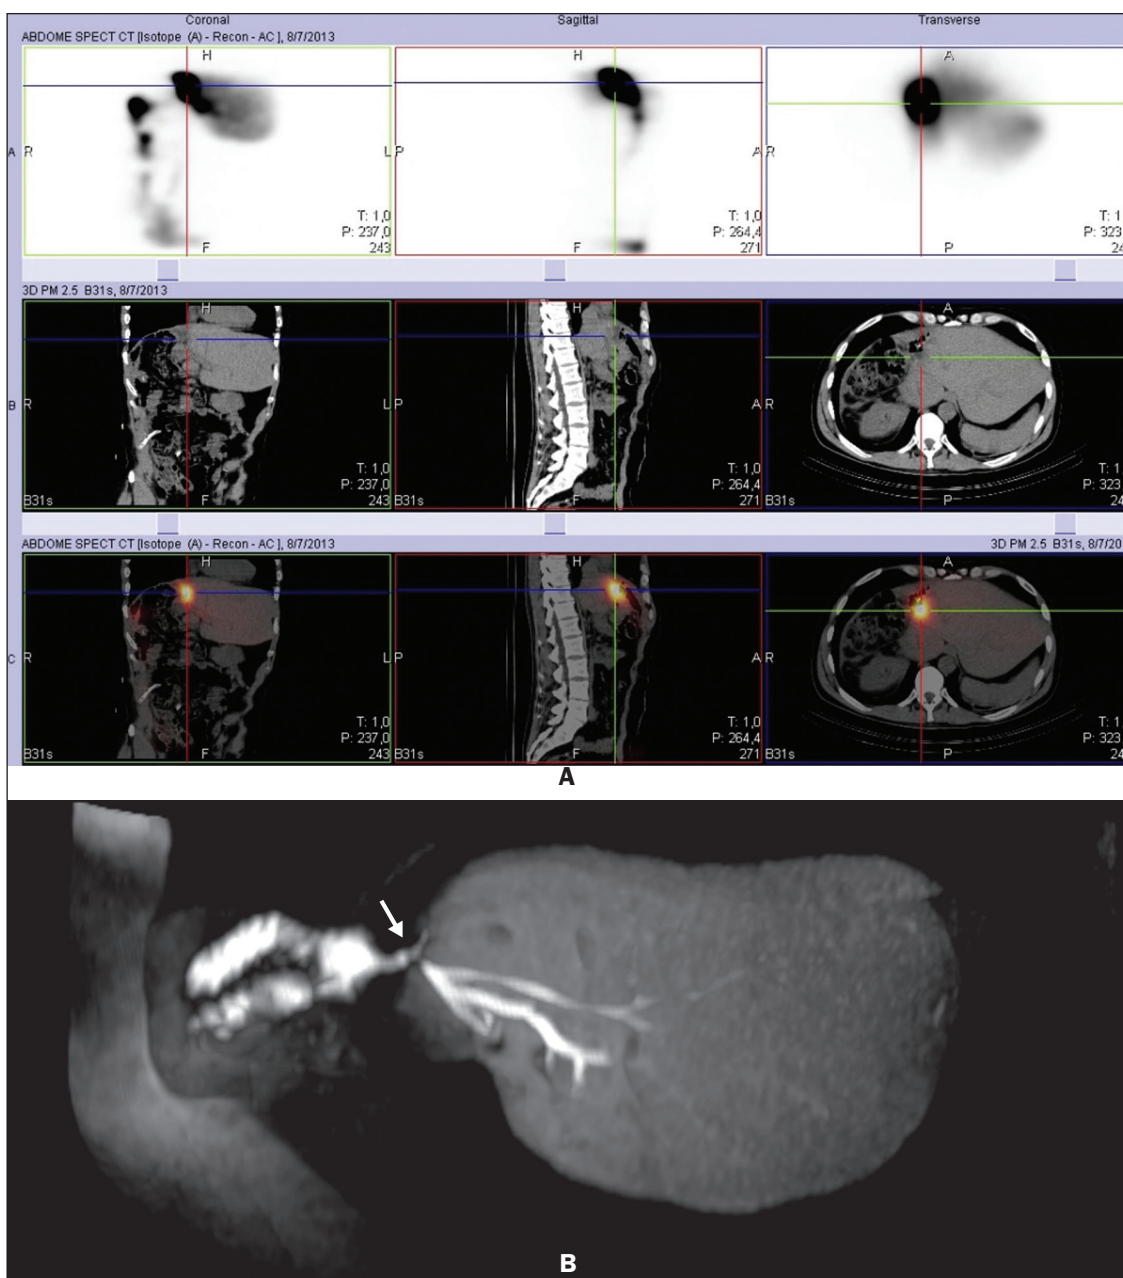 Coronal Sagittal Transverse
ABDOME SPECT CT [Isotope (A) - Recon - AC ], 8/7/2013
H H A
A R L P A R
T: 1,0 T: 1,0 T: 1
P: 237,0 P: 264,4 P: 323
F 243 F 271 P 24
3D PM 2.5 B31s, 8/7/2013
H H A
B R L P A R
T: 1,0 T: 1,0 T: 1
P: 237,0 P: 264,4 P: 323
B31s F 243 B31s F 271 B31s P 24
ABDOME SPECT CT [Isotope (A) - Recon - AC ], 8/7/2013 3D PM 2.5 B31s, 8/7/20
H H A
C R L P A R
T: 1,0 T: 1,0 T: 1
P: 237,0 P: 264,4 P: 323
B31s F 243 B31s F 271 B31s P 24
A
B